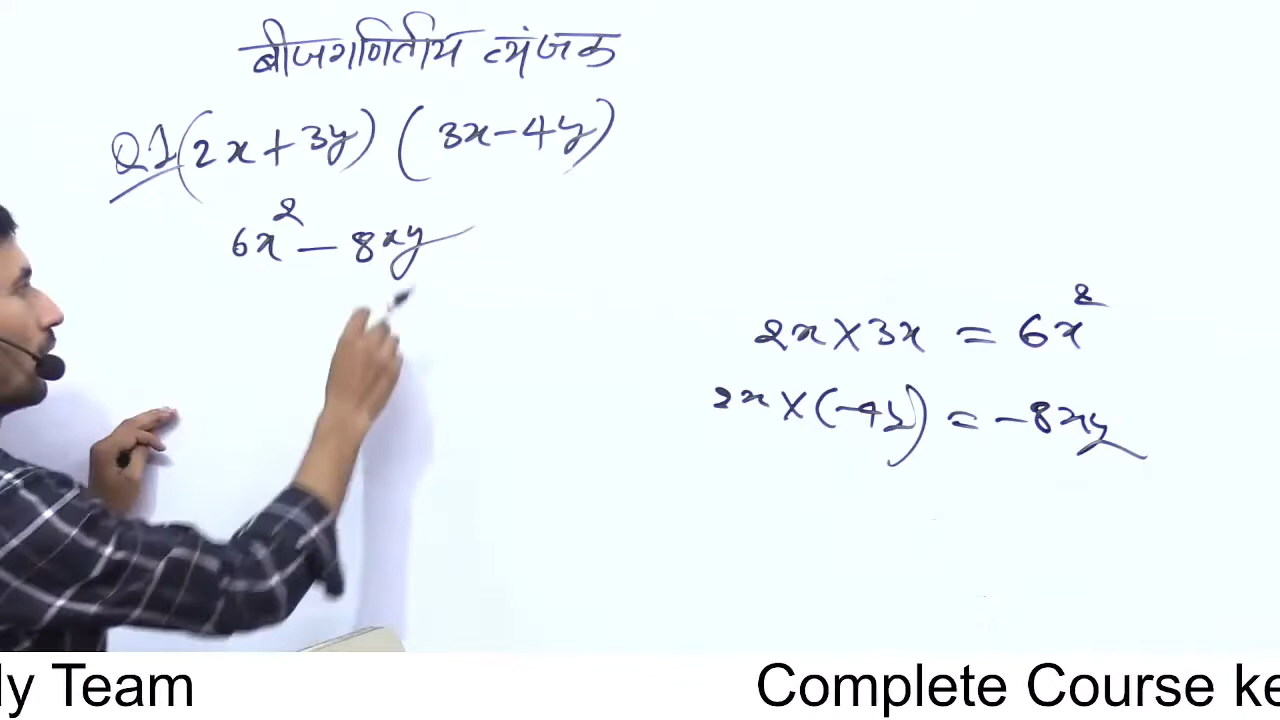 बीजगणितीय व्यंजक
Q1 (2x + 3y) (3x - 4y)
6x² - 8xy
2x × 3x = 6x²
2x × (-4y) = -8xy
ly Team Complete Course ke